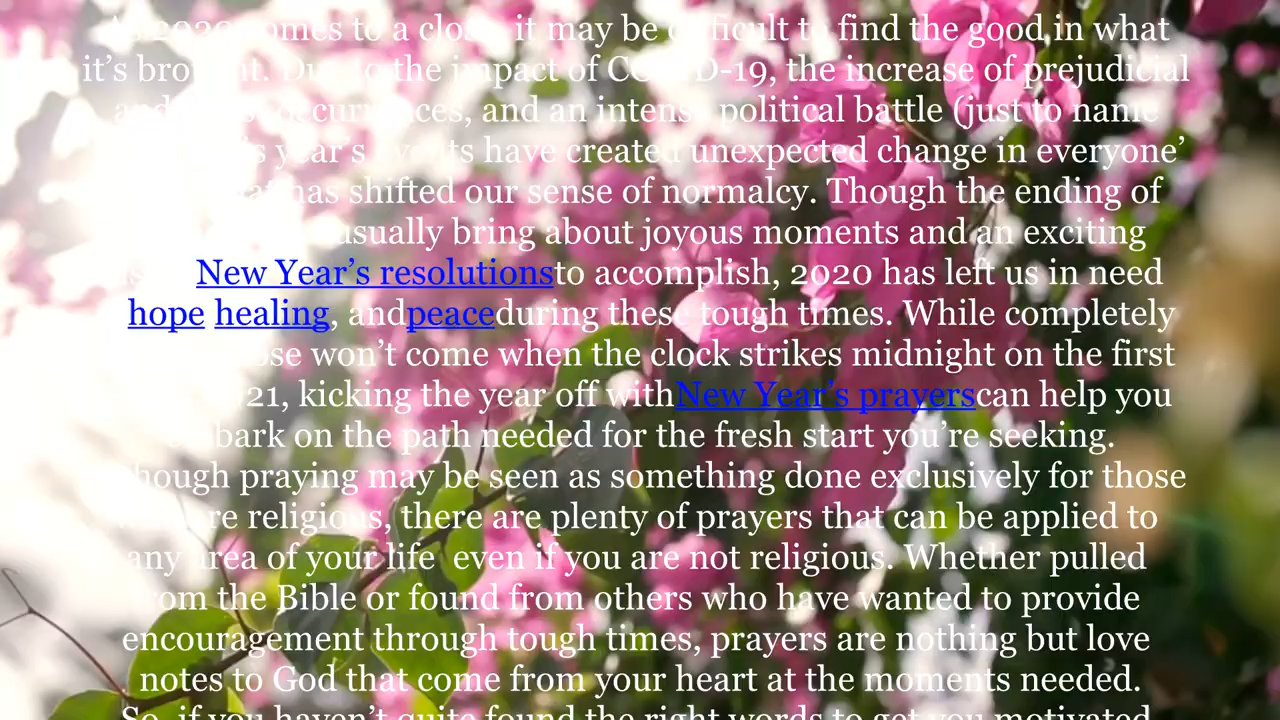 As 2020 comes to a close, it may be difficult to find the good in what
it's brought. Due to the impact of COVID-19, the increase of prejudicial
and occurrences, and an intense political battle (just to name
this year's events have created unexpected change in everyone'
that has shifted our sense of normalcy. Though the ending of
usually bring about joyous moments and an exciting
New Year's resolutionsto accomplish, 2020 has left us in need
hope healing, andpeaceduring these tough times. While completely
won't come when the clock strikes midnight on the first
kicking the year off withNew Year's prayerscan help you
embark on the path needed for the fresh start you're seeking.
Though praying may be seen as something done exclusively for those
who are religious, there are plenty of prayers that can be applied to
any area of your life even if you are not religious. Whether pulled
from the Bible or found from others who have wanted to provide
encouragement through tough times, prayers are nothing but love
notes to God that come from your heart at the moments needed.
So, if you haven't quite found the right words to get you motivated